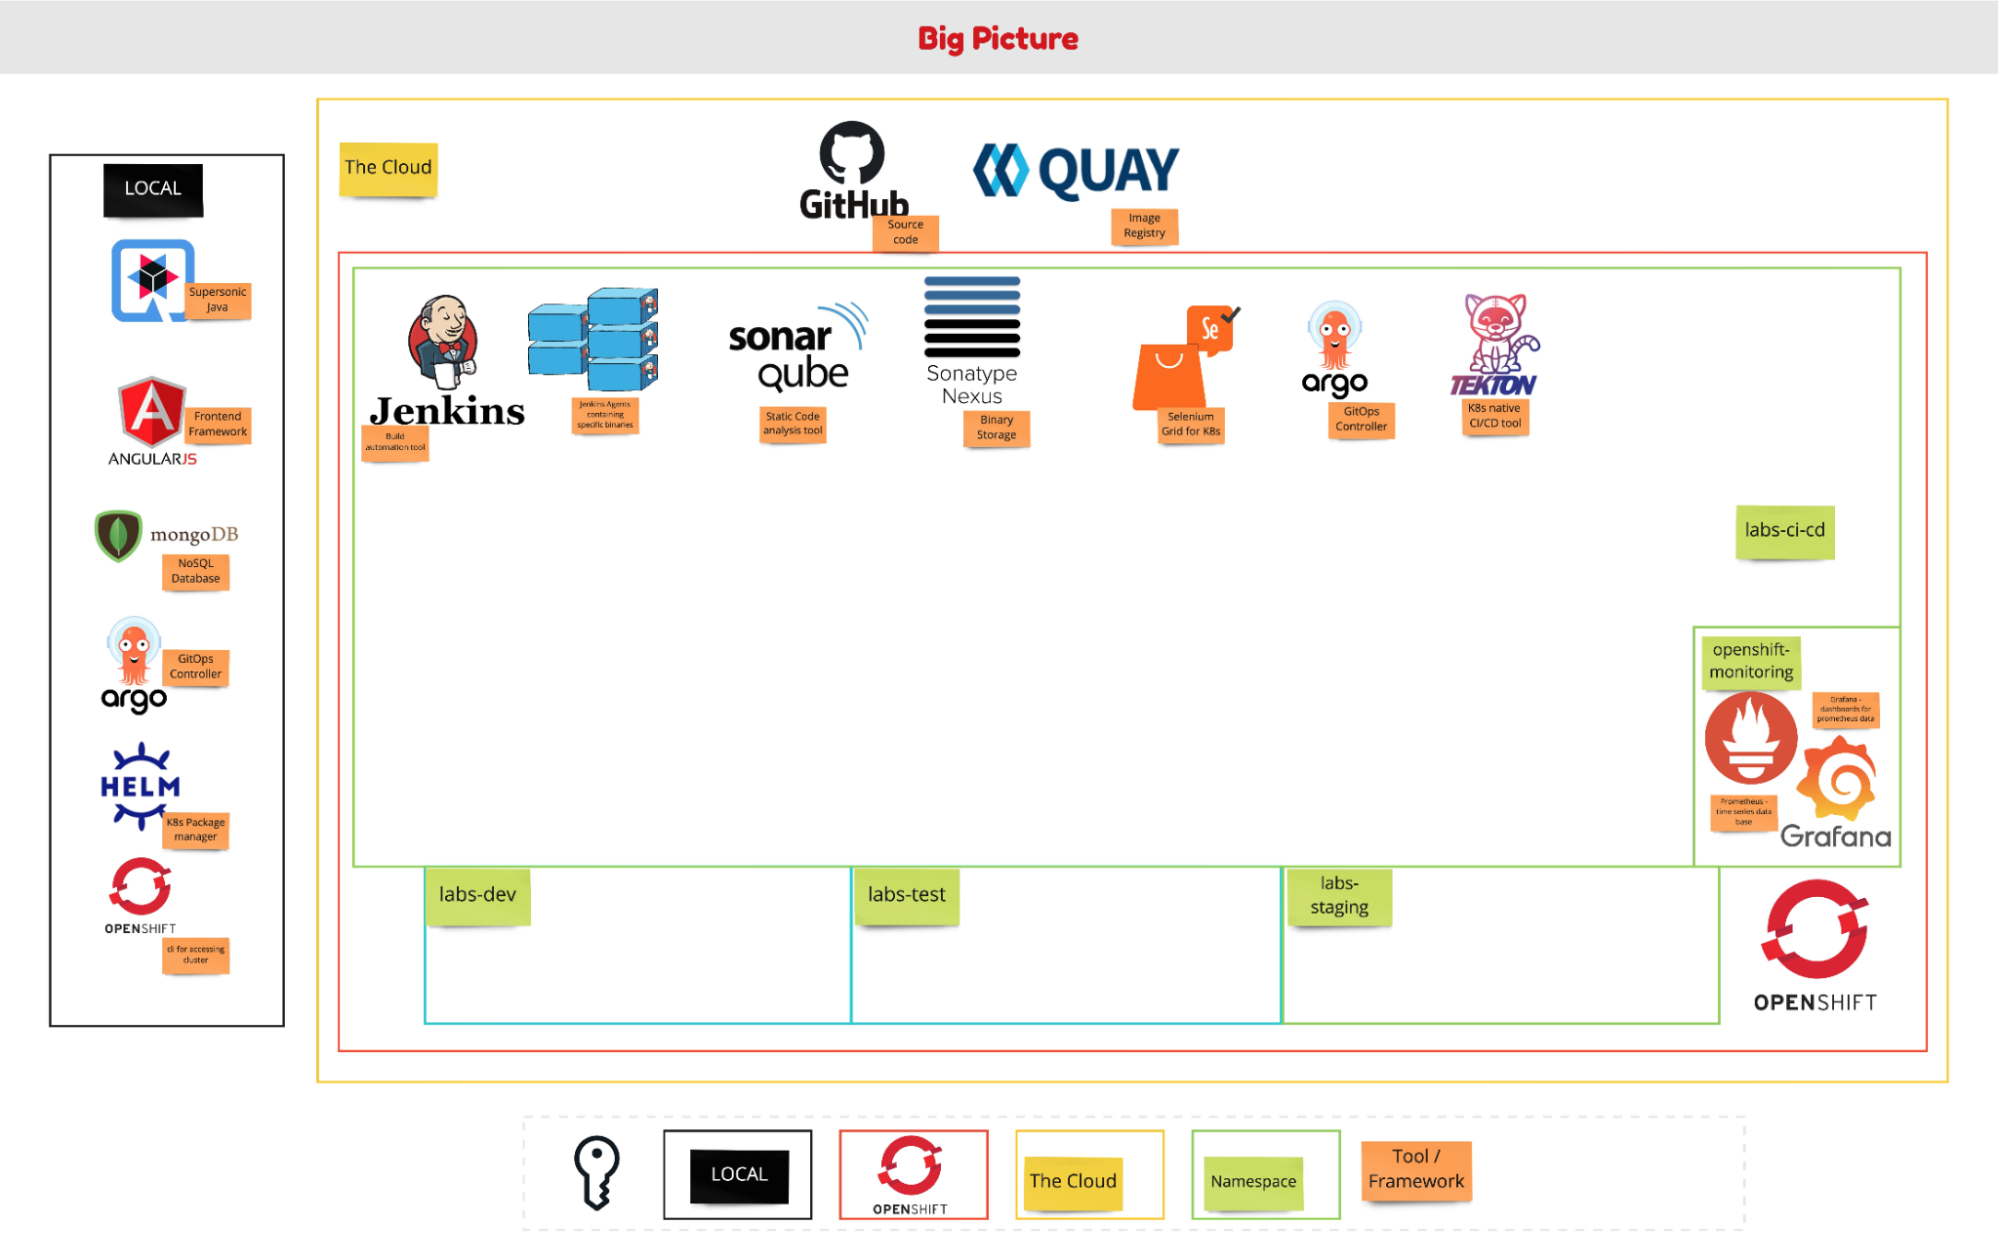 Big Picture
LOCAL
Supersonic
Java
Frontend
Framework
ANGULARJS
mongoDB
NoSQL
Database
GitOps
Controller
argo
HELM
K8s Package
manager
OPENSHIFT
cli for accessing
cluster
The Cloud
GitHub
Source
code
QUAY
Image
Registry
Jenkins
Build
automation tool
Jenkins Agents
containing
specific binaries
sonar
qube
Static Code
analysis tool
Sonatype
Nexus
Binary
Storage
Se
Selenium
Grid for K8s
argo
GitOps
Controller
TEKTON
K8s native
CI/CD tool
labs-ci-cd
openshift-
monitoring
Grafana -
dashboards for
prometheus data
Prometheus -
time series data
base
Grafana
labs-dev
labs-test
labs-
staging
OPENSHIFT
LOCAL
OPENSHIFT
The Cloud
Namespace
Tool /
Framework